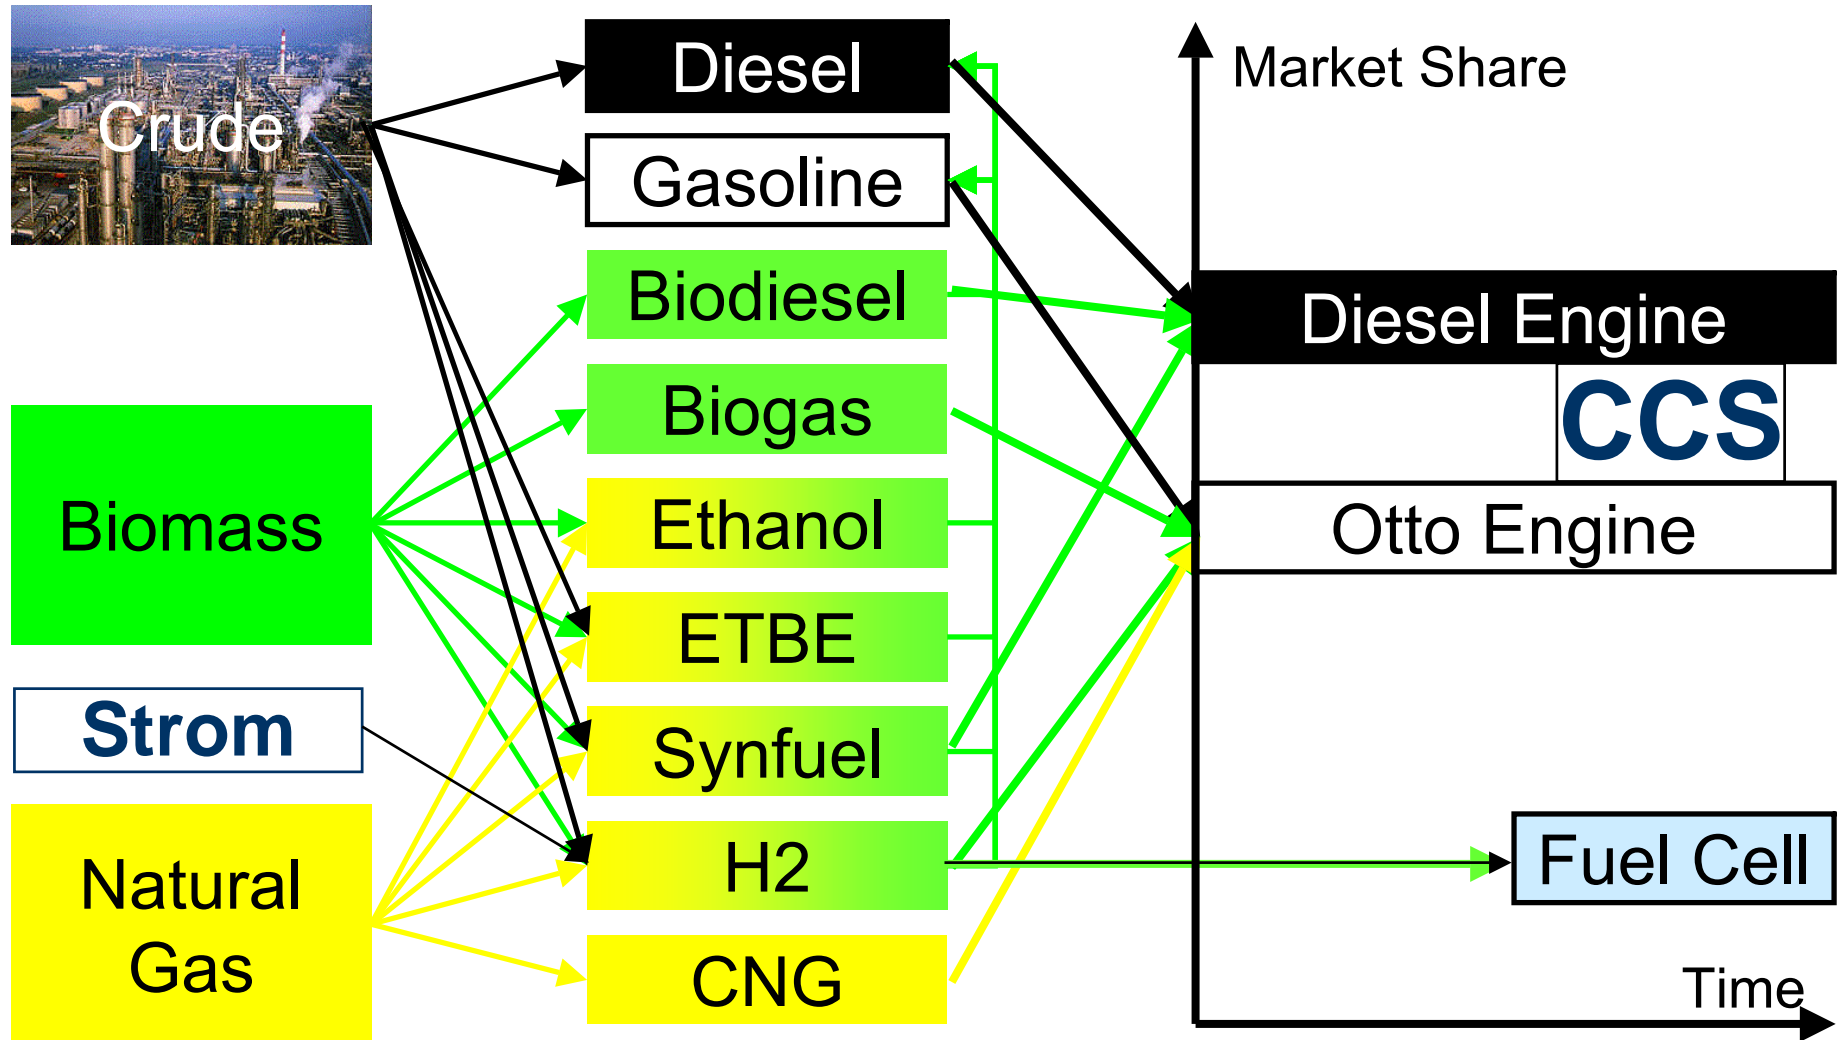 Crude
Biomass
Strom
Natural
Gas
Diesel
Gasoline
Biodiesel
Biogas
Ethanol
ETBE
Synfuel
H2
CNG
Market Share
Diesel Engine
CCS
Otto Engine
Fuel Cell
Time